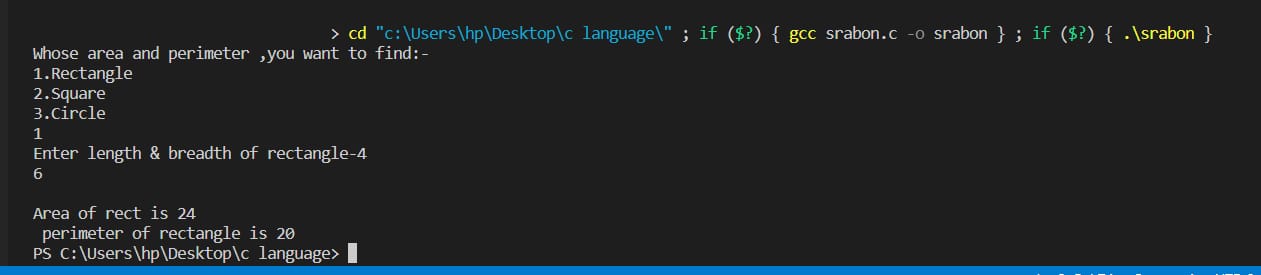 > cd "c:\Users\hp\Desktop\c language\" ; if ($?) { gcc srabon.c -o srabon } ; if ($?) { .\srabon }
Whose area and perimeter ,you want to find:-
1.Rectangle
2.Square
3.Circle
1
Enter length & breadth of rectangle-4
6
Area of rect is 24
perimeter of rectangle is 20
PS C:\Users\hp\Desktop\c language>